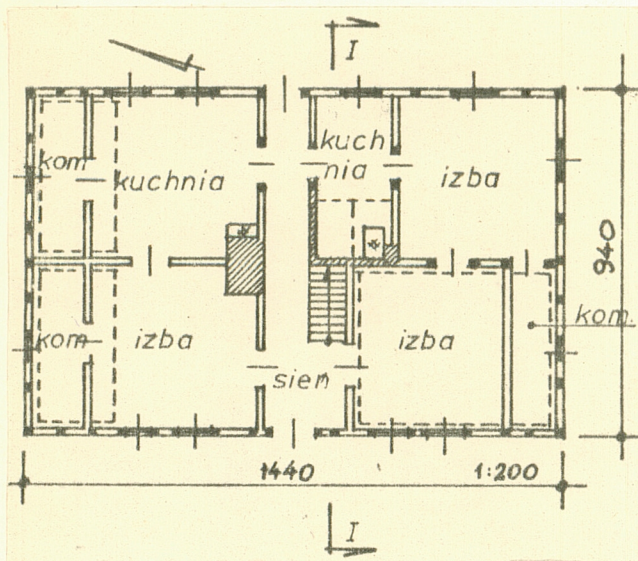 I
kom
kuchnia
kuch
nia
izba
940
kom
izba
sień
izba
kom.
1440
1:200
I